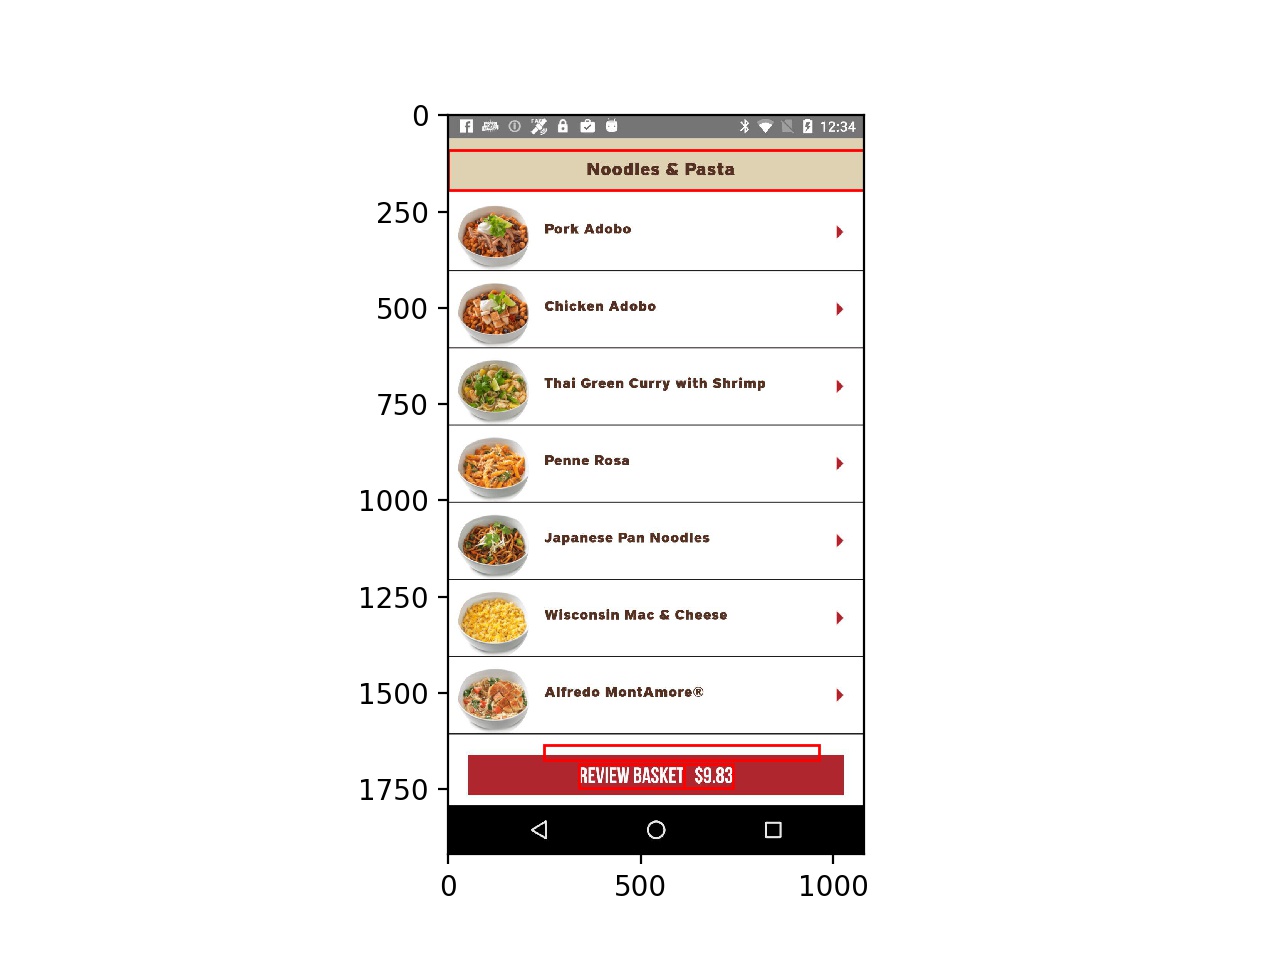 0
250
500
750
1000
1250
1500
1750
12:34
Noodles & Pasta
Pork Adobo
Chicken Adobo
Thai Green Curry with Shrimp
Penne Rosa
Japanese Pan Noodles
Wisconsin Mac & Cheese
Alfredo MontAmore®
REVIEW BASKET $9.83
0 500 1000